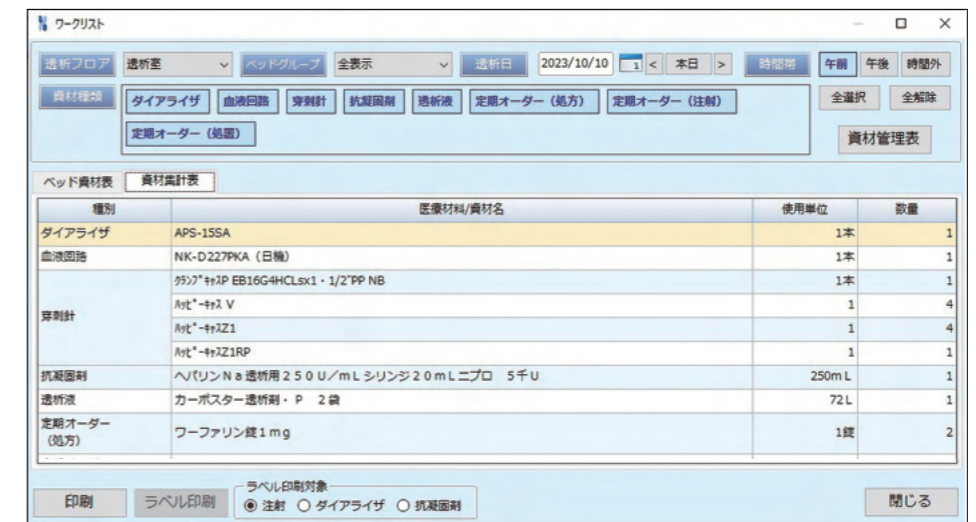 ワークリスト
透析フロア 透析室 ベッドグループ 全表示 透析日 2023/10/10 1 < 本日 > 時間帯 午前 午後 時間外
資材種類 ダイアライザ 血液回路 穿刺針 抗凝固剤 透析液 定期オーダー（処方） 定期オーダー（注射） 全選択 全解除
定期オーダー（処置） 資材管理表
ベッド資材表 資材集計表
種別 医療材料/資材名 使用単位 数量
ダイアライザ APS-15SA 1本 1
血液回路 NK-D227PKA（日機） 1本 1
穿刺針 ｸﾗﾝﾌﾟｷｬｽP EB16G4HCLsx1・1/2"PP NB 1本 1
ﾊｯﾋﾟｰｷｬｽ V 1 4
ﾊｯﾋﾟｰｷｬｽZ1 1 4
ﾊｯﾋﾟｰｷｬｽZ1RP 1 1
抗凝固剤 ヘパリンＮａ透析用２５０Ｕ／ｍＬシリンジ２０ｍＬニプロ　５千Ｕ 250mL 1
透析液 カーボスター透析剤・Ｐ　２袋 72L 1
定期オーダー（処方） ワーファリン錠１ｍｇ 1錠 2
印刷 ラベル印刷 ラベル印刷対象 注射 ダイアライザ 抗凝固剤 閉じる